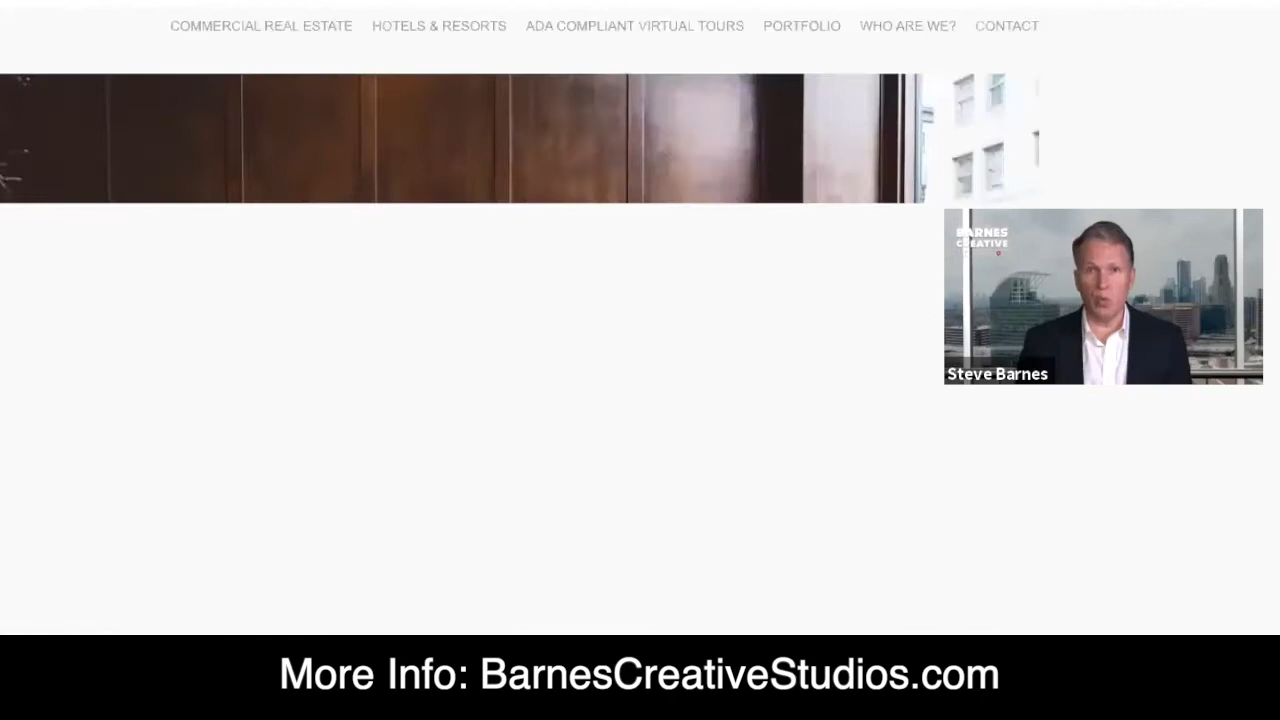 COMMERCIAL REAL ESTATE HOTELS & RESORTS ADA COMPLIANT VIRTUAL TOURS PORTFOLIO WHO ARE WE? CONTACT
BARNES
CREATIVE
Steve Barnes
More Info: BarnesCreativeStudios.com